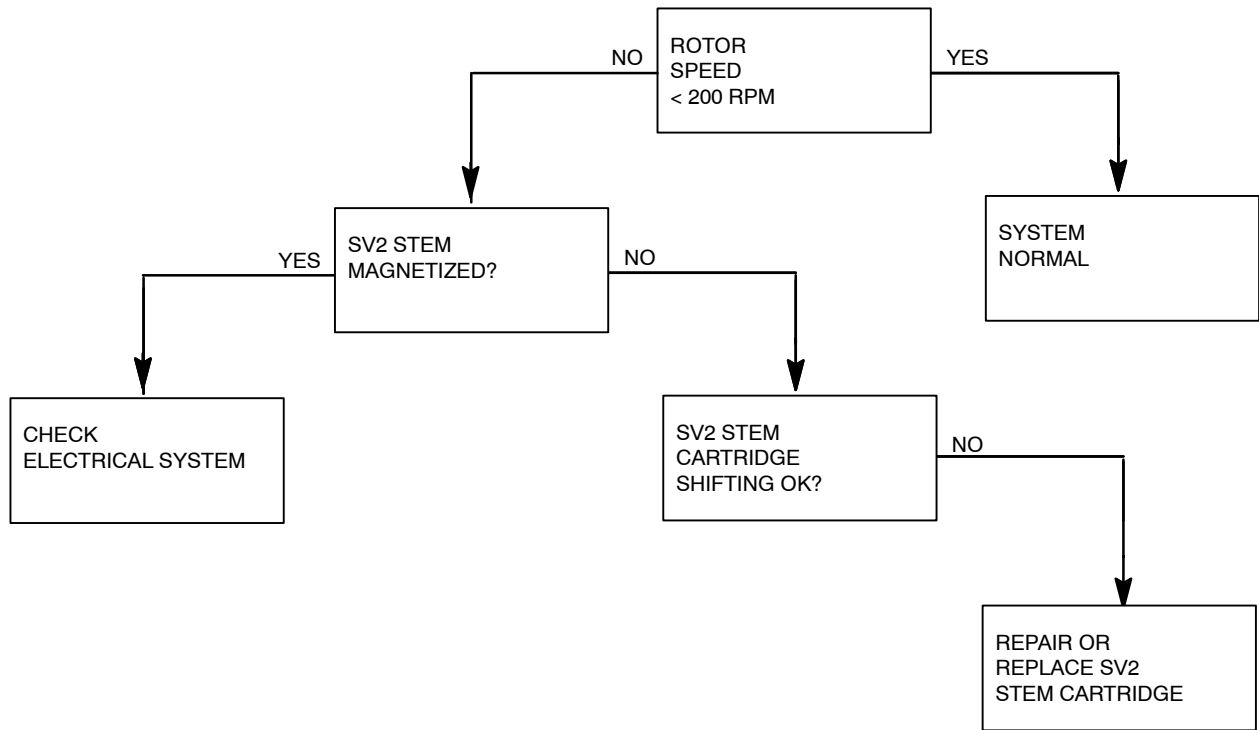 ROTOR
SPEED
< 200 RPM
NO
YES
SV2 STEM
MAGNETIZED?
YES
NO
SYSTEM
NORMAL
CHECK
ELECTRICAL SYSTEM
SV2 STEM
CARTRIDGE
SHIFTING OK?
NO
REPAIR OR
REPLACE SV2
STEM CARTRIDGE